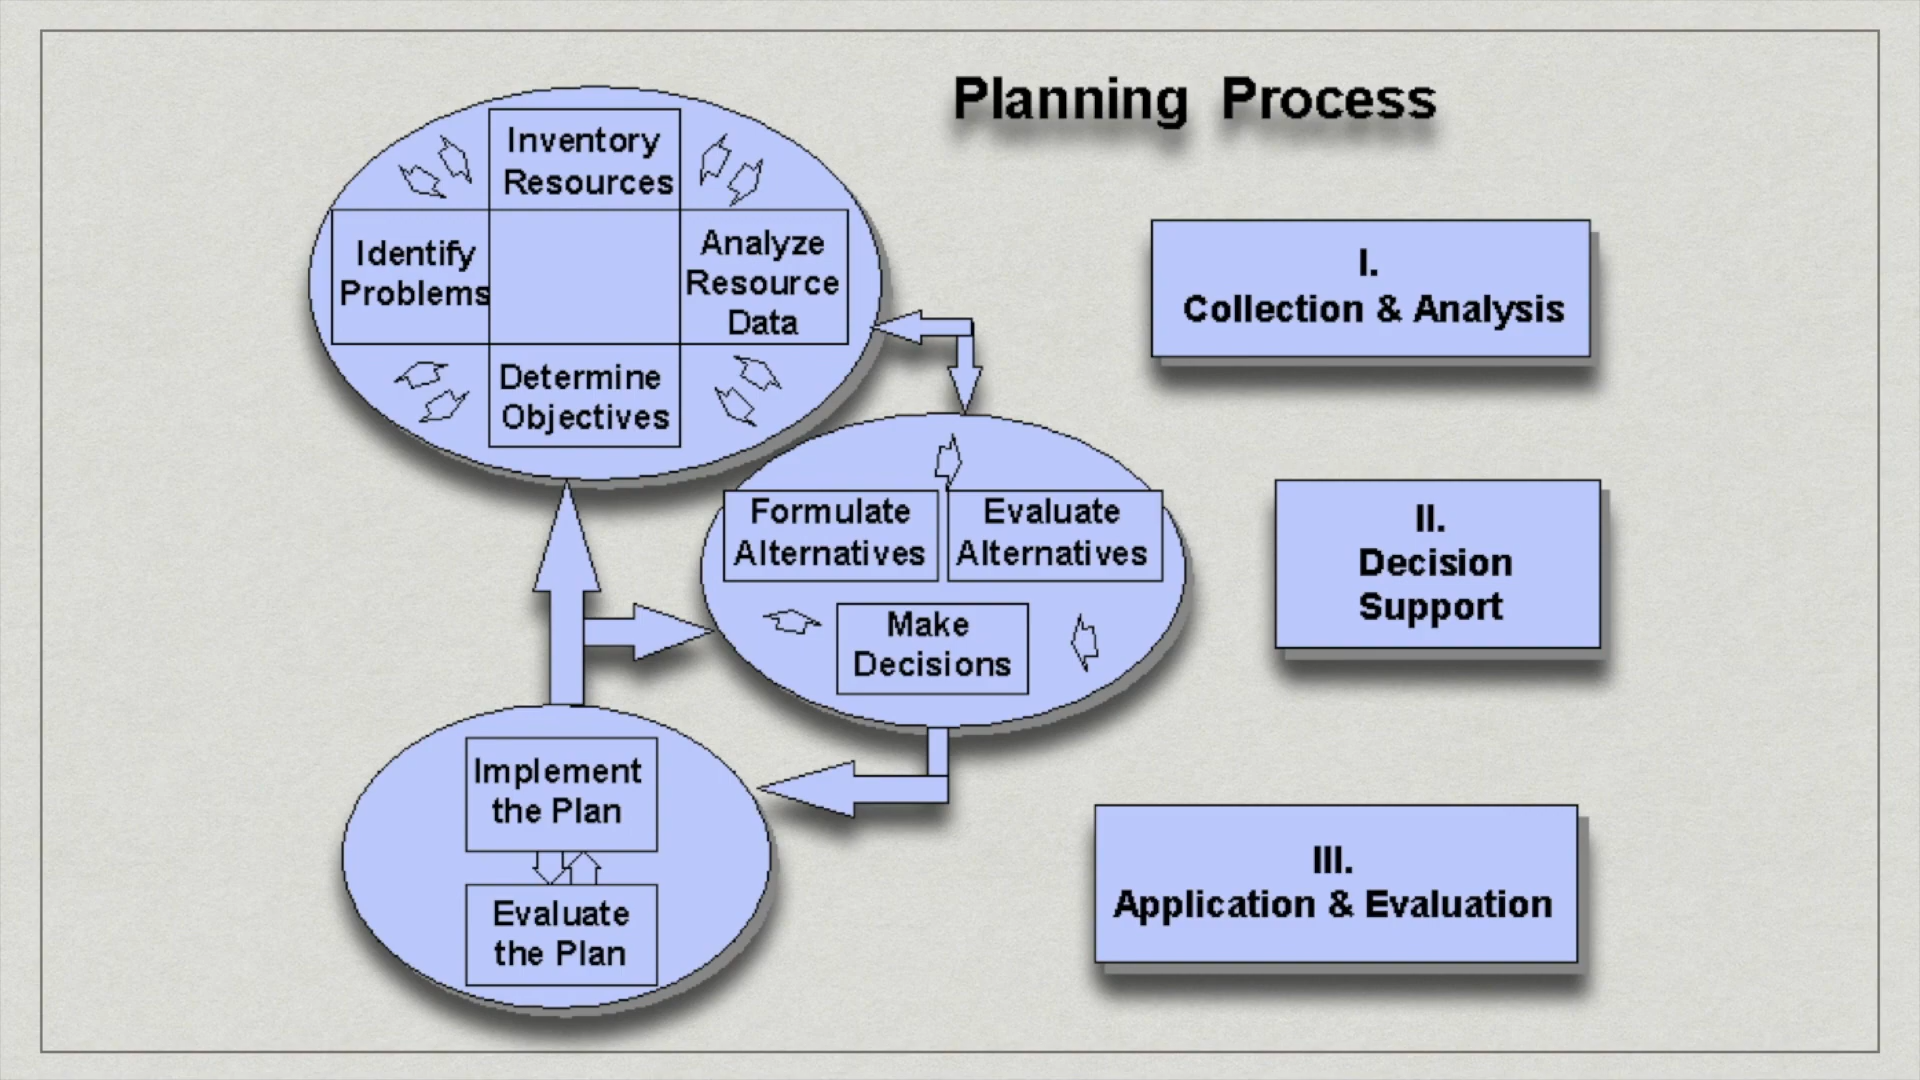 Planning Process
Inventory
Resources
Identify
Problems
Analyze
Resource
Data
Determine
Objectives
I.
Collection & Analysis
Formulate
Alternatives
Evaluate
Alternatives
Make
Decisions
II.
Decision
Support
Implement
the Plan
Evaluate
the Plan
III.
Application & Evaluation